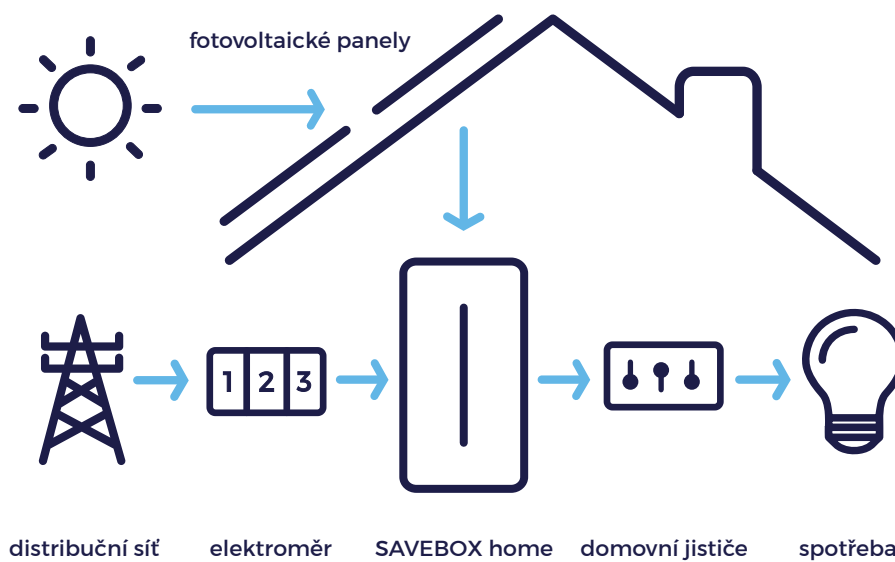 fotovoltaické panely
1 2 3
distribuční síť elektroměr SAVEBOX home domovní jističe spotřeba